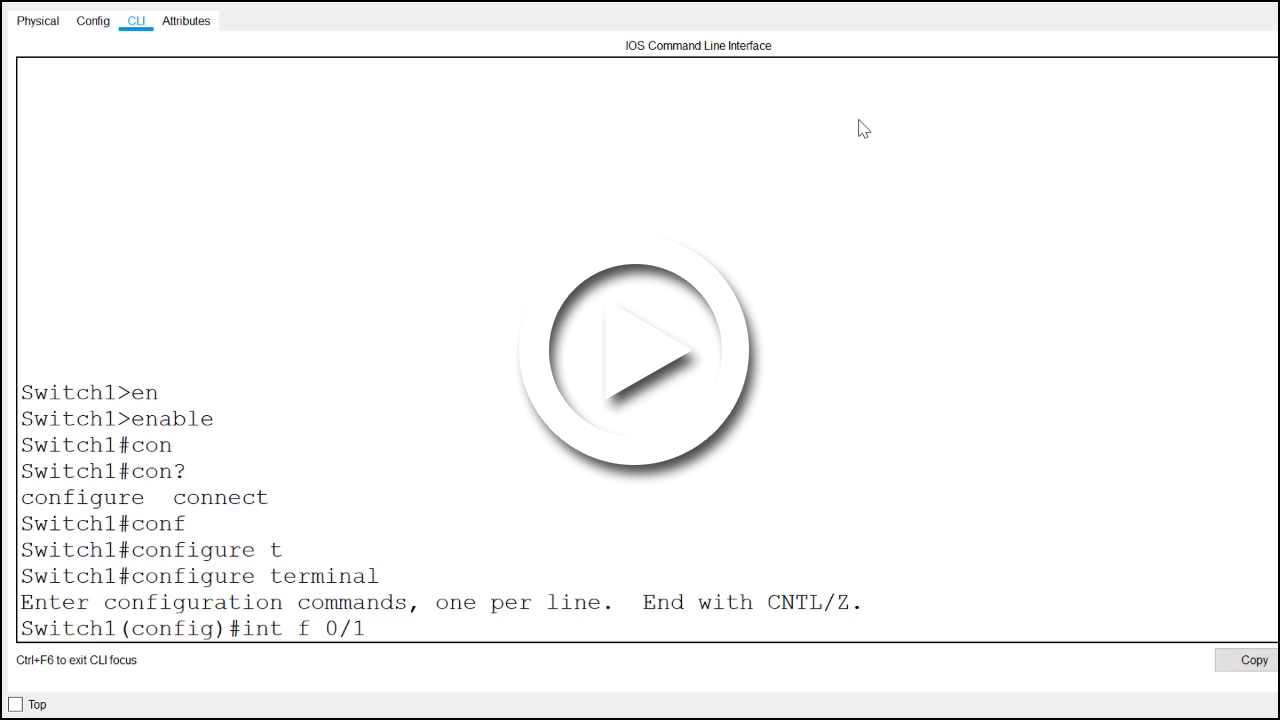 Physical Config CLI Attributes
IOS Command Line Interface
Switch1>en
Switch1>enable
Switch1#con
Switch1#con?
configure  connect
Switch1#conf
Switch1#configure t
Switch1#configure terminal
Enter configuration commands, one per line.  End with CNTL/Z.
Switch1(config)#int f 0/1
Ctrl+F6 to exit CLI focus
Copy
Top